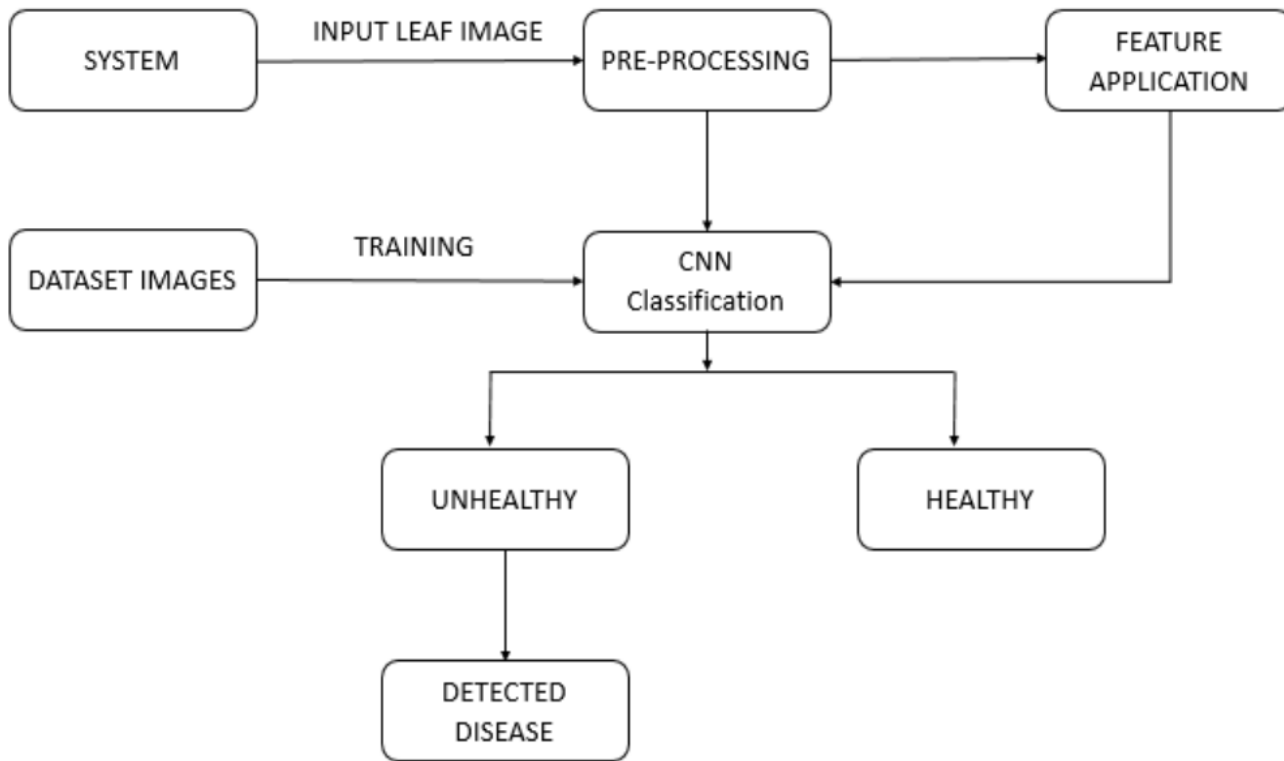 INPUT LEAF IMAGE
SYSTEM
PRE-PROCESSING
FEATURE
APPLICATION
TRAINING
DATASET IMAGES
CNN
Classification
UNHEALTHY
HEALTHY
DETECTED
DISEASE